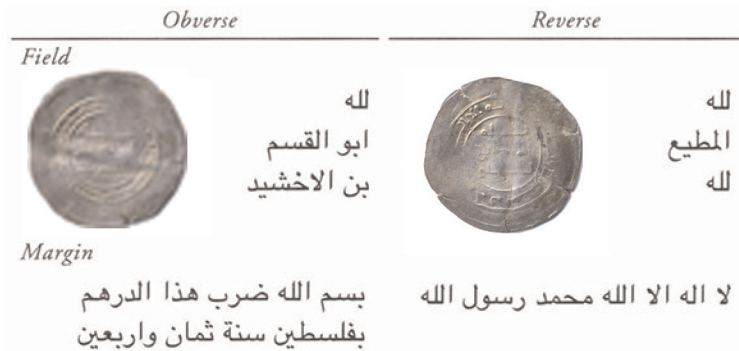 Obverse
Reverse
Field
لله
ابو القسم
بن الاخشيد
لله
المطيع
لله
Margin
بسم الله ضرب هذا الدرهم
بفلسطين سنة ثمان واربعين
لا اله الا الله محمد رسول الله